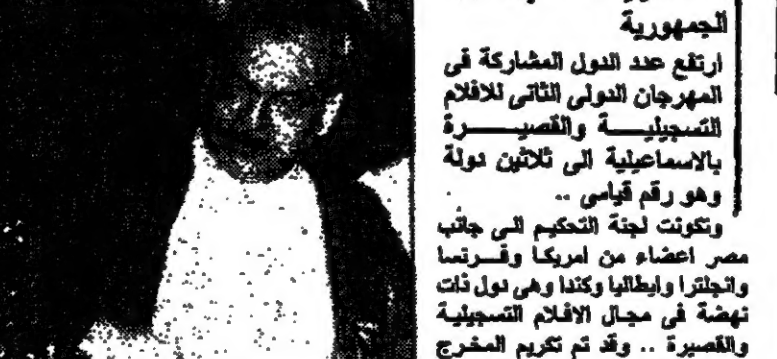 الجمهورية
ارتفع عدد الدول المشاركة فى
المهرجان الدولى الثانى للافلام
التسجيلية والقصيرة
بالاسماعيلية الى ثلاثين دولة
وهو رقم قياسى ..
وتكونت لجنة التحكيم الى جانب
مصر اعضاء من امريكا وفرنسا
وانجلترا وايطاليا وكندا وهى دول ذات
نهضة فى مجال الافلام التسجيلية
والقصيرة .. وقد تم تكريم المخرج